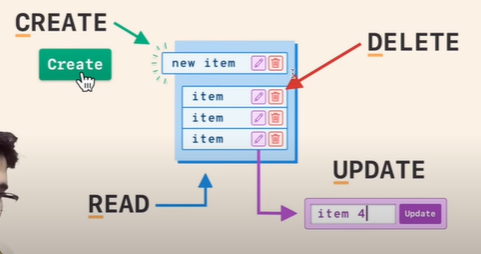 CREATE
Create
new item
DELETE
item
item
item
READ
UPDATE
item 4
Update